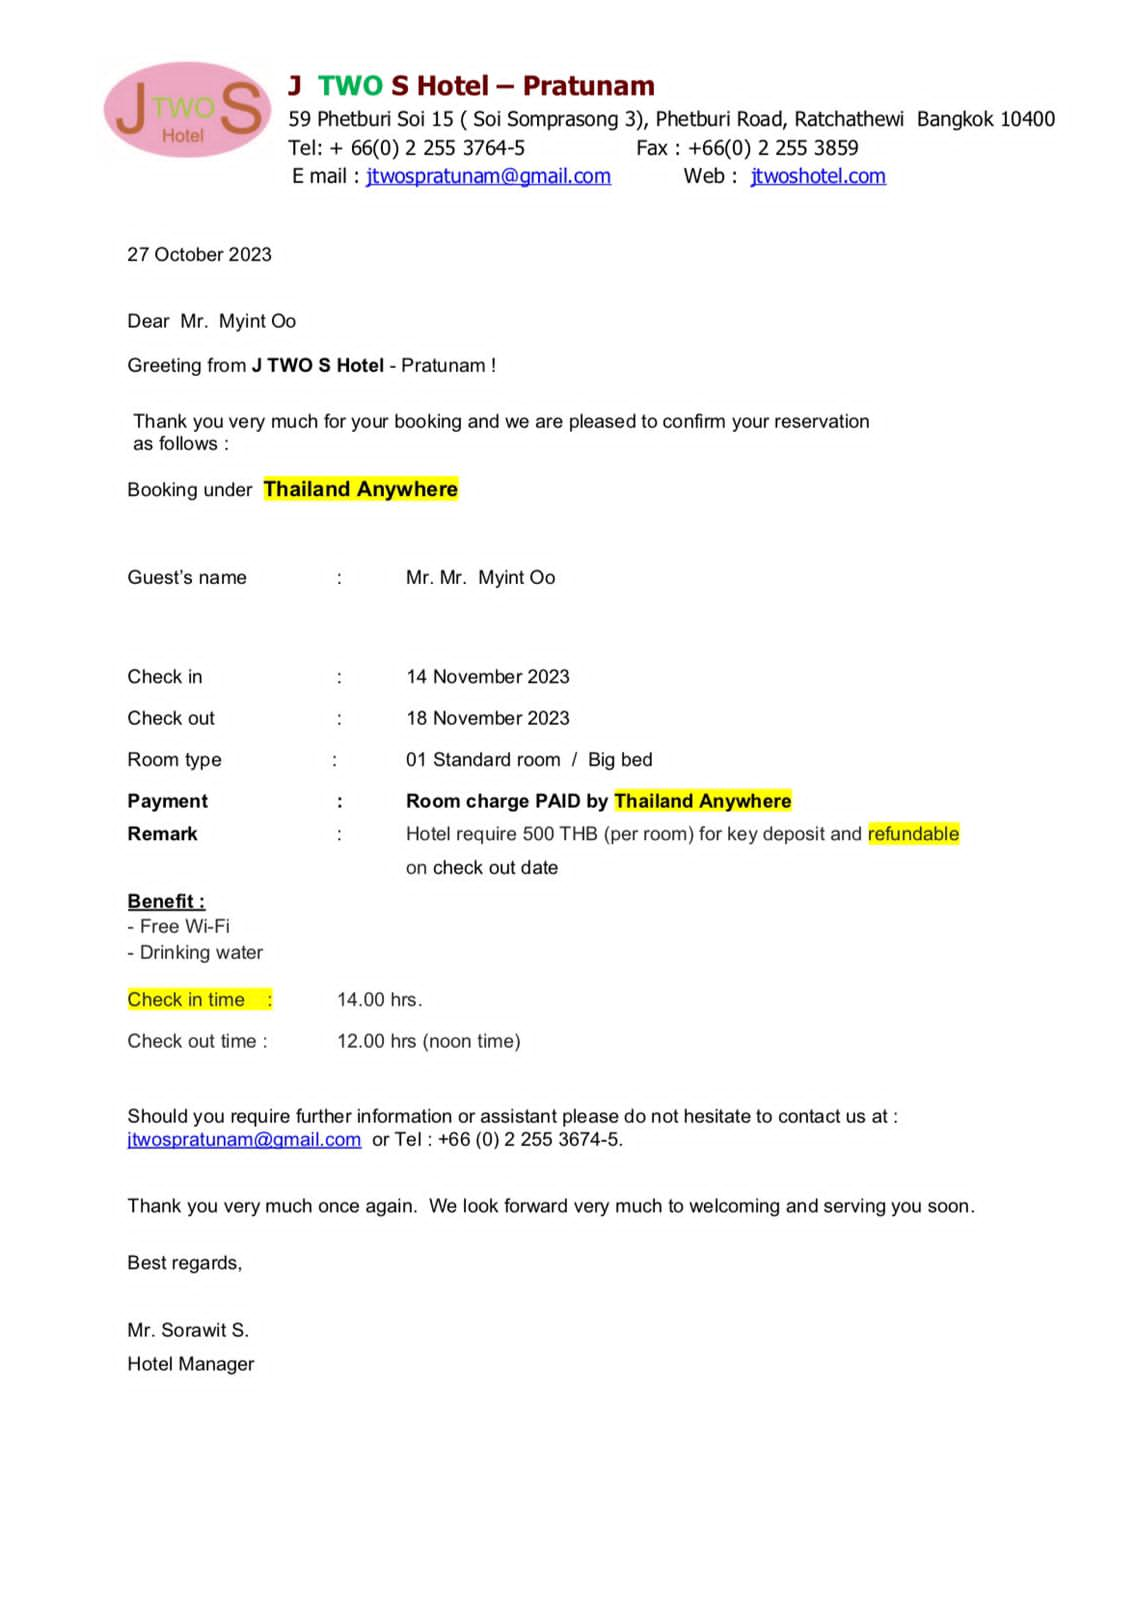 J TWO S
Hotel
J TWO S Hotel – Pratunam
59 Phetburi Soi 15 ( Soi Somprasong 3), Phetburi Road, Ratchathewi Bangkok 10400
Tel: + 66(0) 2 255 3764-5 Fax : +66(0) 2 255 3859
E mail : jtwospratunam@gmail.com Web : jtwoshotel.com
27 October 2023
Dear Mr. Myint Oo
Greeting from J TWO S Hotel - Pratunam !
Thank you very much for your booking and we are pleased to confirm your reservation
as follows :
Booking under Thailand Anywhere
Guest's name : Mr. Mr. Myint Oo
Check in : 14 November 2023
Check out : 18 November 2023
Room type : 01 Standard room / Big bed
Payment : Room charge PAID by Thailand Anywhere
Remark : Hotel require 500 THB (per room) for key deposit and refundable
on check out date
Benefit :
- Free Wi-Fi
- Drinking water
Check in time : 14.00 hrs.
Check out time : 12.00 hrs (noon time)
Should you require further information or assistant please do not hesitate to contact us at :
jtwospratunam@gmail.com or Tel : +66 (0) 2 255 3674-5.
Thank you very much once again. We look forward very much to welcoming and serving you soon.
Best regards,
Mr. Sorawit S.
Hotel Manager